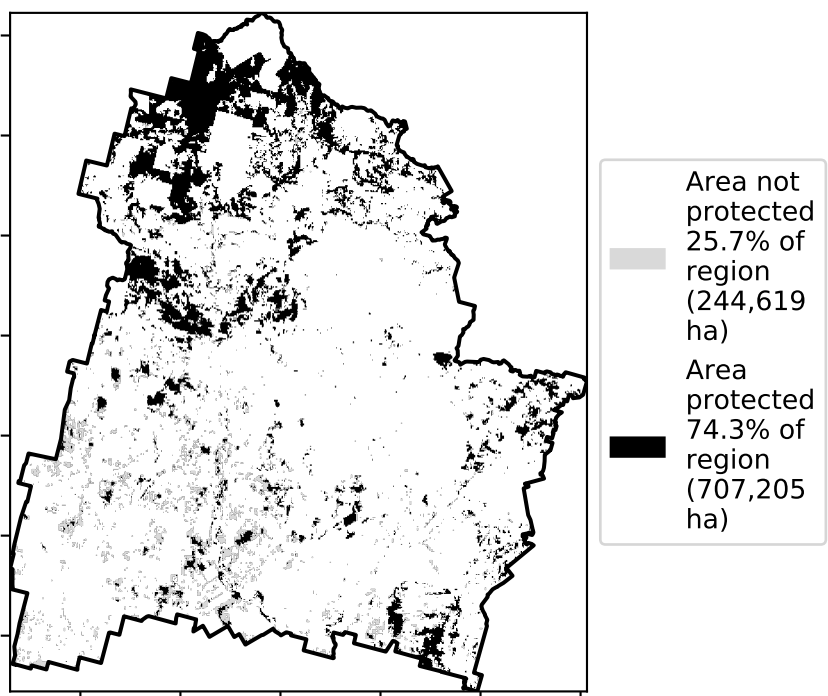 Area not
protected
25.7% of
region
(244,619
ha)
Area
protected
74.3% of
region
(707,205
ha)